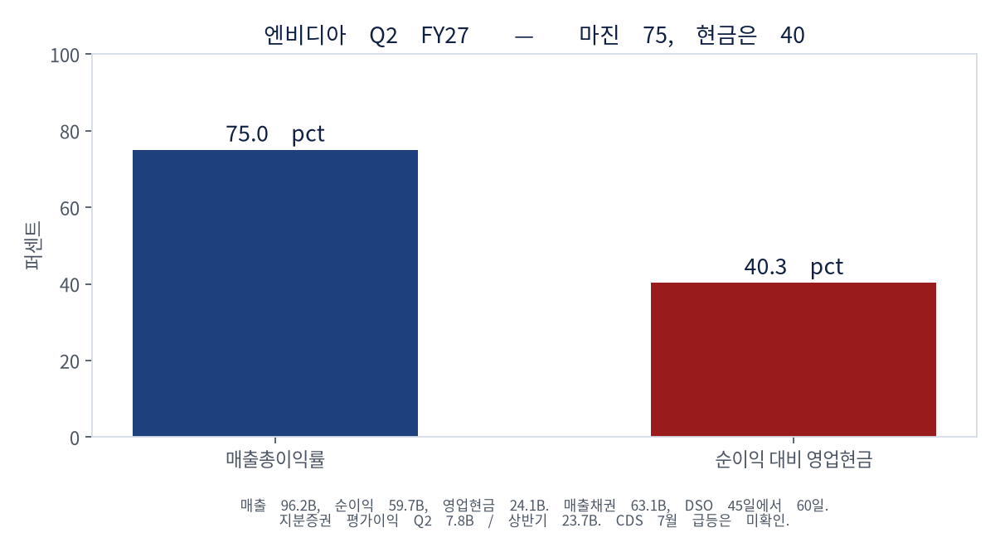 엔비디아 Q2 FY27 — 마진 75, 현금은 40
100
80
60
40
20
0
퍼센트
75.0 pct
40.3 pct
매출총이익률
순이익 대비 영업현금
매출 96.2B, 순이익 59.7B, 영업현금 24.1B. 매출채권 63.1B, DSO 45일에서 60일.
지분증권 평가이익 Q2 7.8B / 상반기 23.7B. CDS 7월 급등은 미확인.